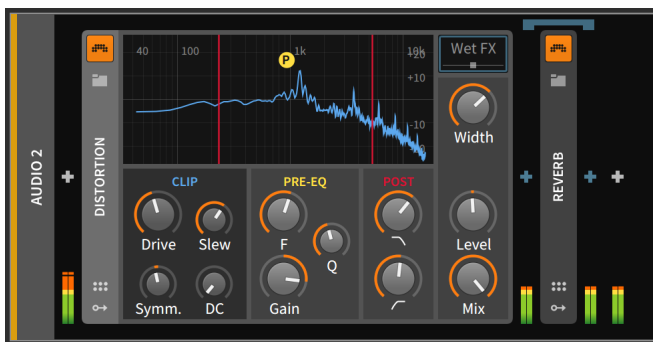 AUDIO 2
DISTORTION
40
100
1k
10k
+20
+10
-10
P
Wet FX
Width
CLIP
PRE-EQ
POST
Drive
Slew
F
Q
Level
Symm.
DC
Gain
Mix
REVERB